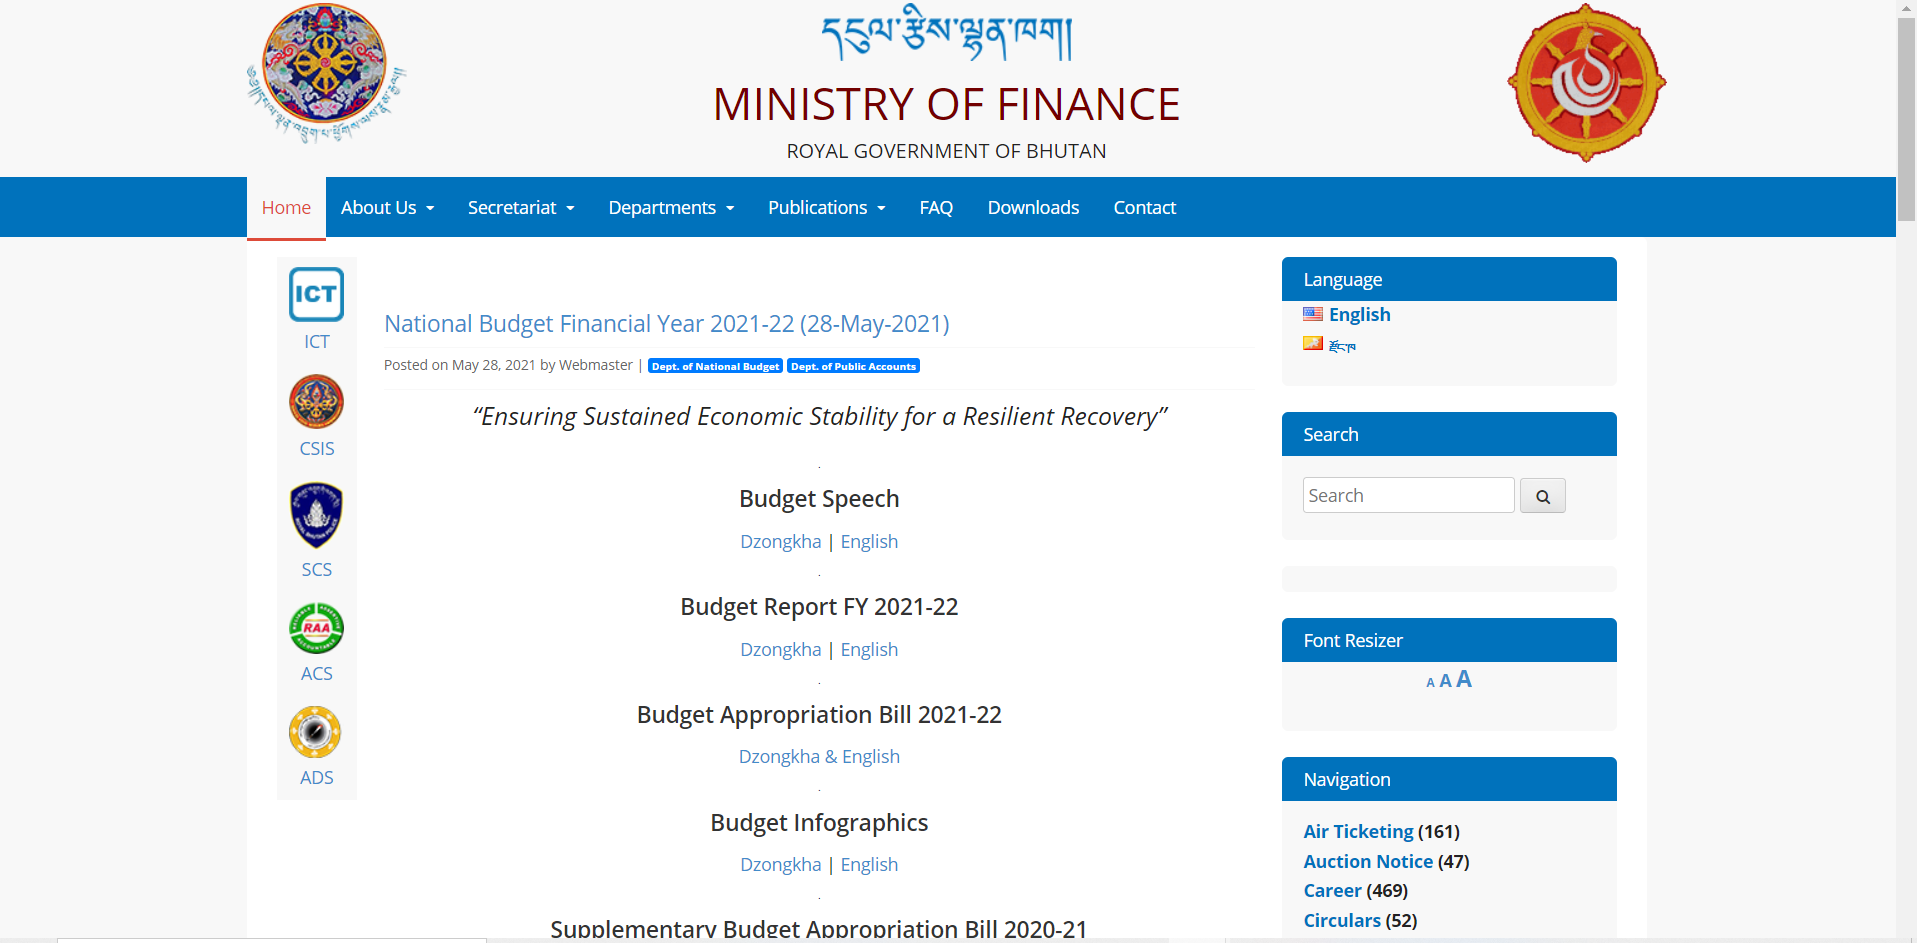 དངུལ་རྩིས་ལྷན་ཁག།
MINISTRY OF FINANCE
ROYAL GOVERNMENT OF BHUTAN
Home About Us Secretariat Departments Publications FAQ Downloads Contact
ICT
ICT
CSIS
SCS
RAA
ACS
ADS
National Budget Financial Year 2021-22 (28-May-2021)
Posted on May 28, 2021 by Webmaster | Dept. of National Budget Dept. of Public Accounts
“Ensuring Sustained Economic Stability for a Resilient Recovery”
.
Budget Speech
Dzongkha | English
.
Budget Report FY 2021-22
Dzongkha | English
.
Budget Appropriation Bill 2021-22
Dzongkha & English
.
Budget Infographics
Dzongkha | English
.
Supplementary Budget Appropriation Bill 2020-21
Language
English
རྫོང་ཁ
Search
Search
Font Resizer
A A A
Navigation
Air Ticketing (161)
Auction Notice (47)
Career (469)
Circulars (52)